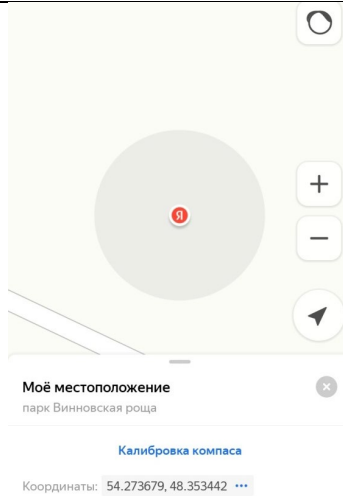 Я
Моё местоположение
парк Винновская роща
Калибровка компаса
Координаты: 54.273679, 48.353442 •••